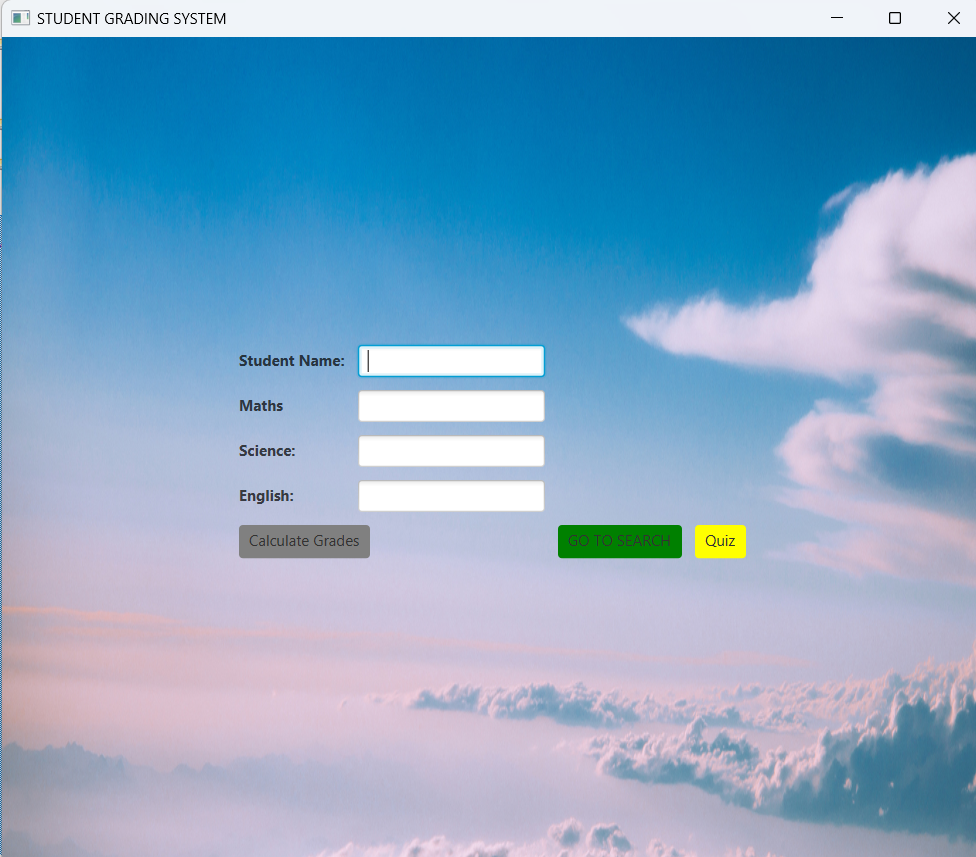 STUDENT GRADING SYSTEM
Student Name:
Maths
Science:
English:
Calculate Grades GO TO SEARCH Quiz